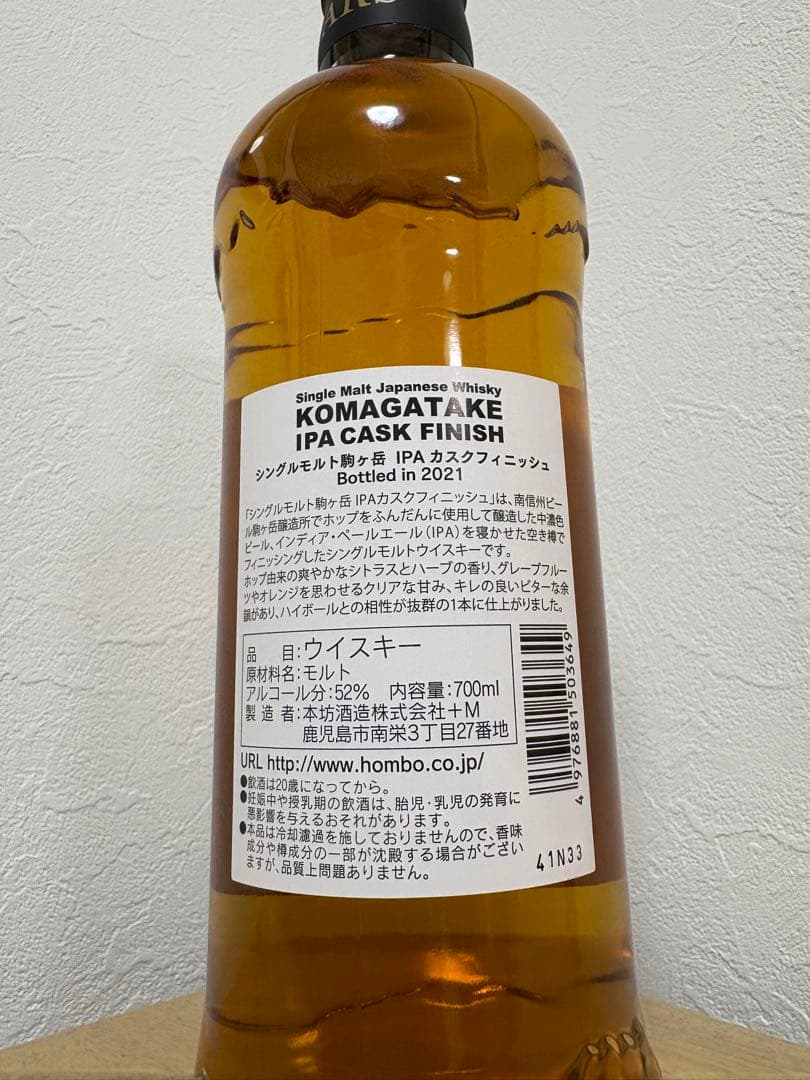 ARS
Single Malt Japanese Whisky
KOMAGATAKE
IPA CASK FINISH
シングルモルト駒ヶ岳 IPA カスクフィニッシュ
Bottled in 2021
「シングルモルト駒ヶ岳 IPAカスクフィニッシュ」は、南信州ビー
ル駒ヶ岳醸造所でホップをふんだんに使用して醸造した中濃色
ビール、インディア・ペールエール(IPA)を寝かせた空き樽で
フィニッシングしたシングルモルトウイスキーです。
ホップ由来の爽やかなシトラスとハーブの香り、グレープフルー
ツやオレンジを思わせるクリアな甘み、キレの良いビターな余
韻があり、ハイボールとの相性が抜群の1本に仕上がりました。
品 目:ウイスキー
原材料名:モルト
アルコール分:52% 内容量:700ml
製 造 者:本坊酒造株式会社+M
鹿児島市南栄3丁目27番地
URL http://www.hombo.co.jp/
●飲酒は20歳になってから。
●妊娠中や授乳期の飲酒は、胎児・乳児の発育に
悪影響を与えるおそれがあります。
●本品は冷却濾過を施しておりませんので、香味
成分や樽成分の一部が沈殿する場合がござい
ますが、品質上問題ありません。
4 976881 503649
41N33